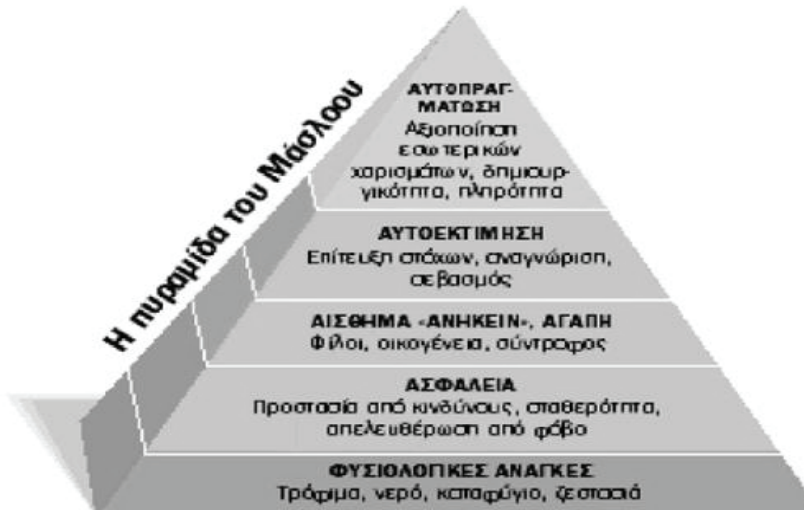 Η πυραμίδα του Μάσλοου
ΑΥΤΟΠΡΑΓ-
ΜΑΤΩΣΗ
Αξιοποίηση
εσωτερικών
χαρισμάτων, δημιουρ-
γικότητα, πληρότητα
ΑΥΤΟΕΚΤΙΜΗΣΗ
Επίτευξη στόχων, αναγνώριση,
σεβασμός
ΑΙΣΘΗΜΑ «ΑΝΗΚΕΙΝ», ΑΓΑΠΗ
Φίλοι, οικογένεια, σύντροφος
ΑΣΦΑΛΕΙΑ
Προστασία από κινδύνους, σταθερότητα,
απελευθέρωση από φόβο
ΦΥΣΙΟΛΟΓΙΚΕΣ ΑΝΑΓΚΕΣ
Τρόφιμα, νερό, καταφύγιο, ζεστασιά